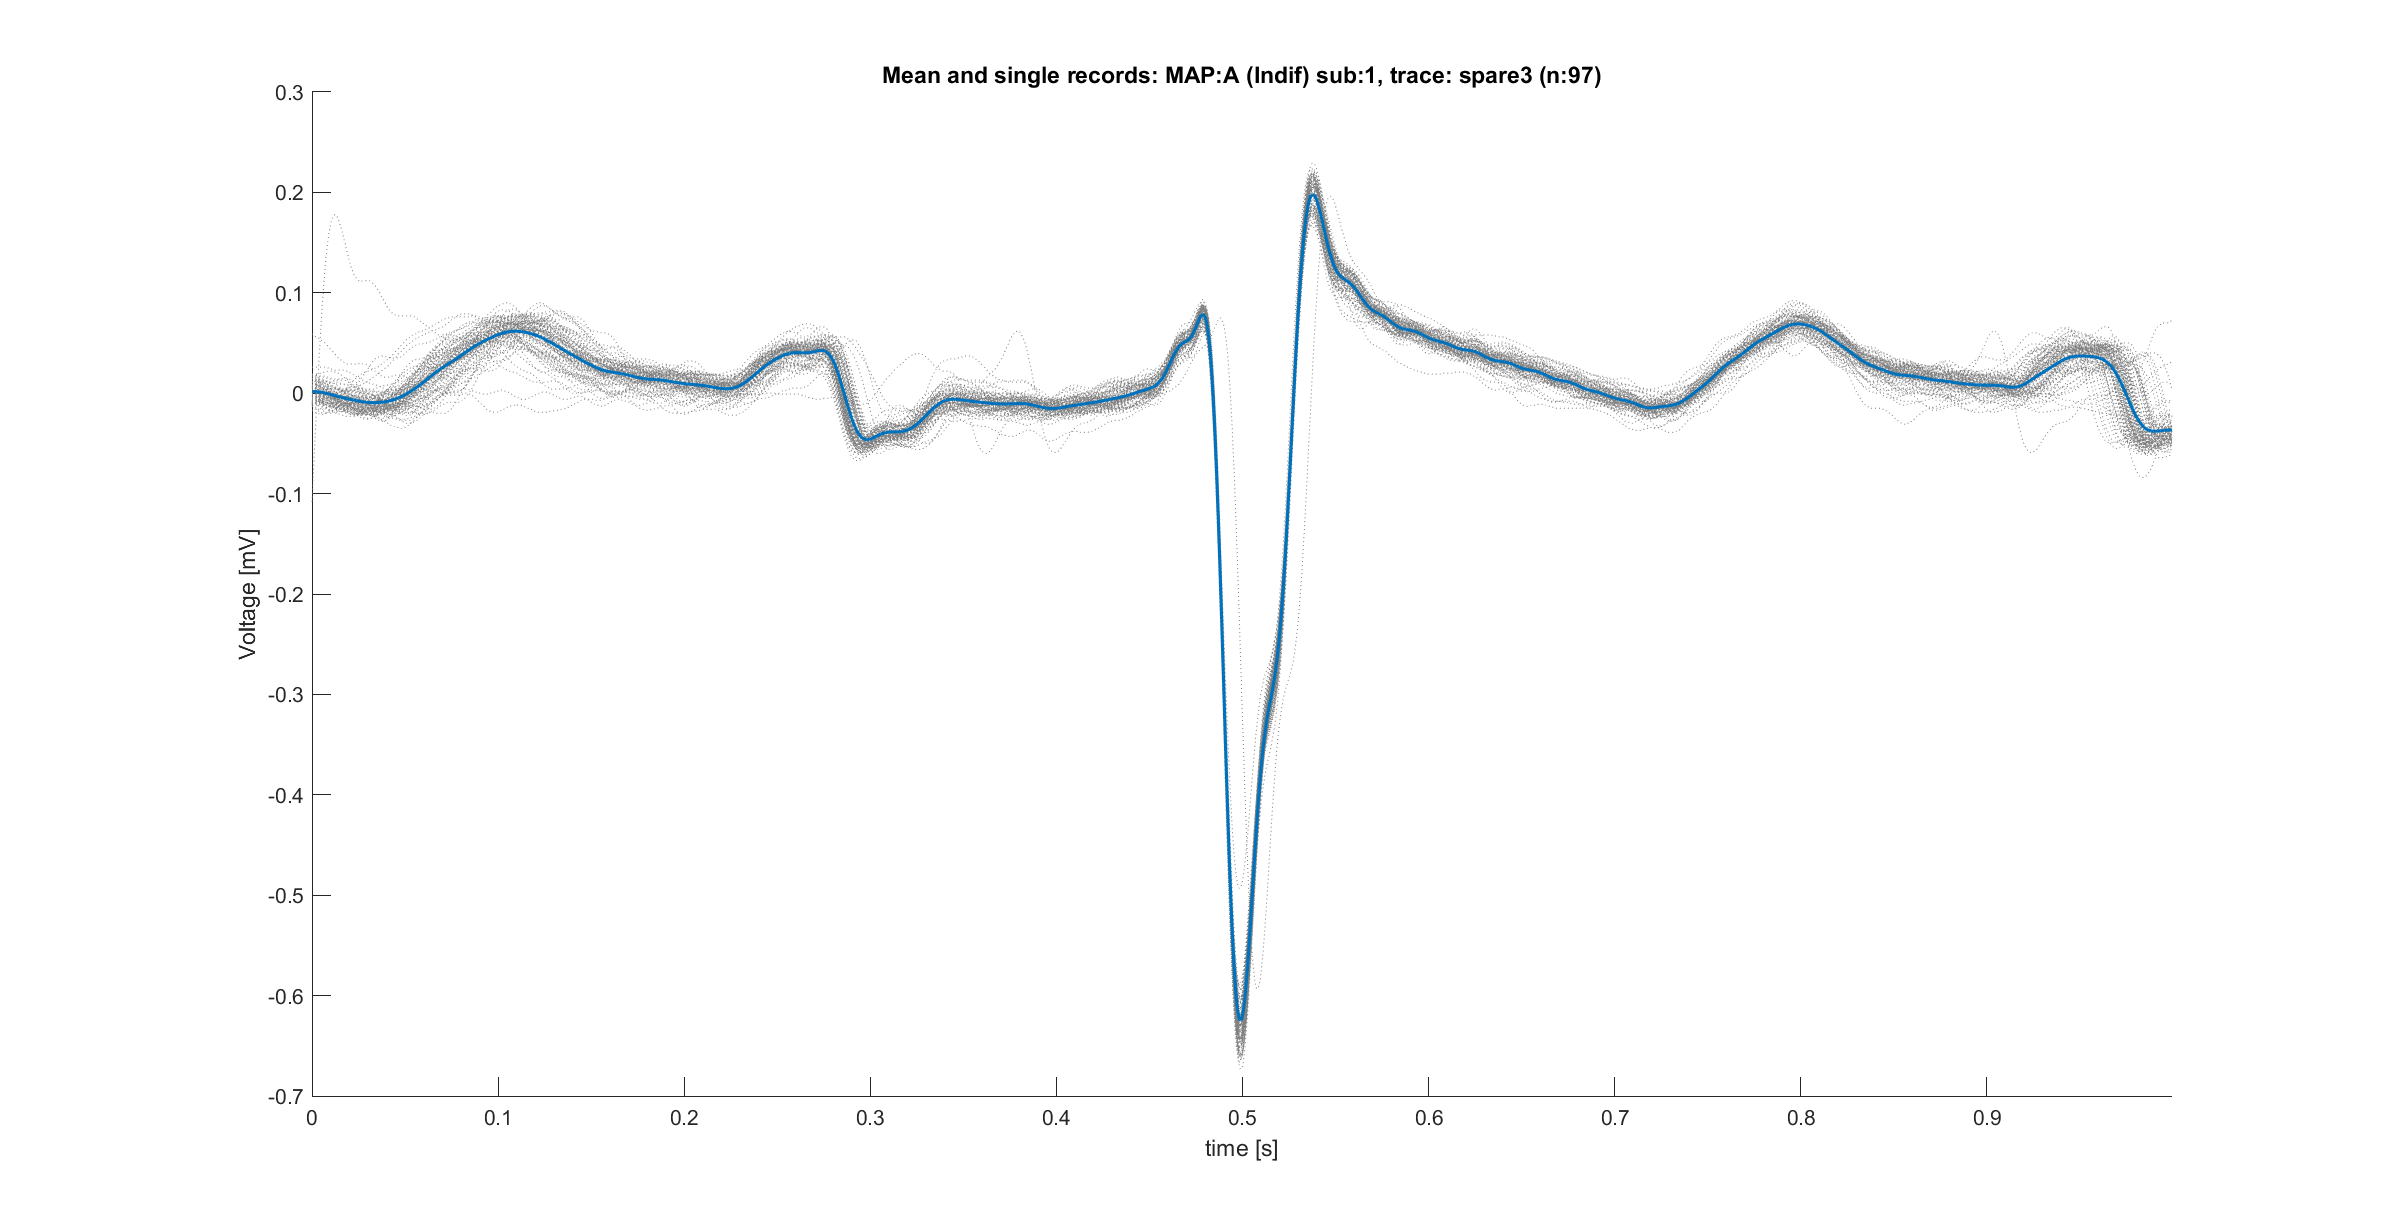 Mean and single records: MAP:A (Indif) sub:1, trace: spare3 (n:97)
0.3
0.2
0.1
0
-0.1
-0.2
-0.3
-0.4
-0.5
-0.6
-0.7
Voltage [mV]
0 0.1 0.2 0.3 0.4 0.5 0.6 0.7 0.8 0.9
time [s]